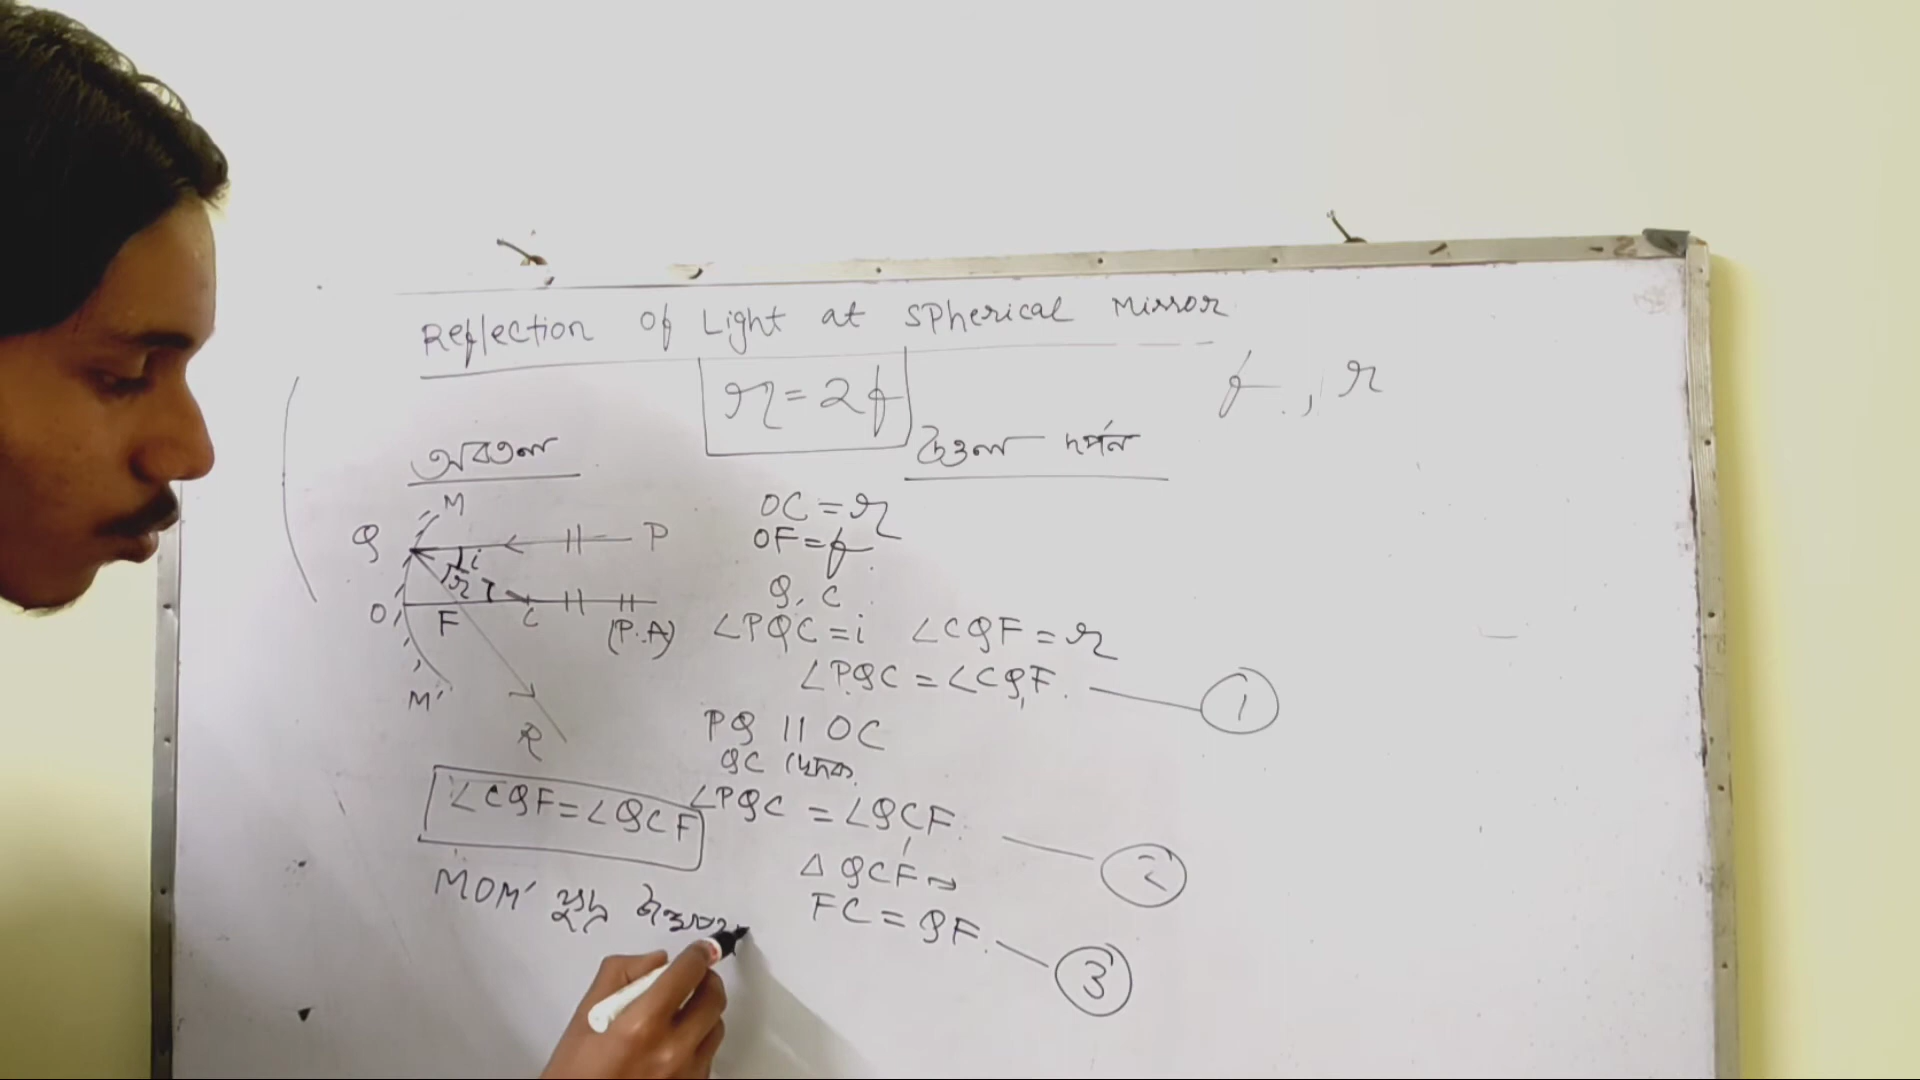 Reflection Of Light at Spherical Mirror
r = 2f
f, r
অবতল
উত্তল দর্পন
M
Q
i
P
r
O
F
C
(P.A)
M'
R
OC = r
OF = f
Q, C
∠PQC = i ∠CQF = r
∠PQC = ∠CQF. 1
PQ || OC
QC ছেদক
∠PQC = ∠QCF. 2
∠CQF = ∠QCF
Δ QCF
FC = QF. 3
MOM'